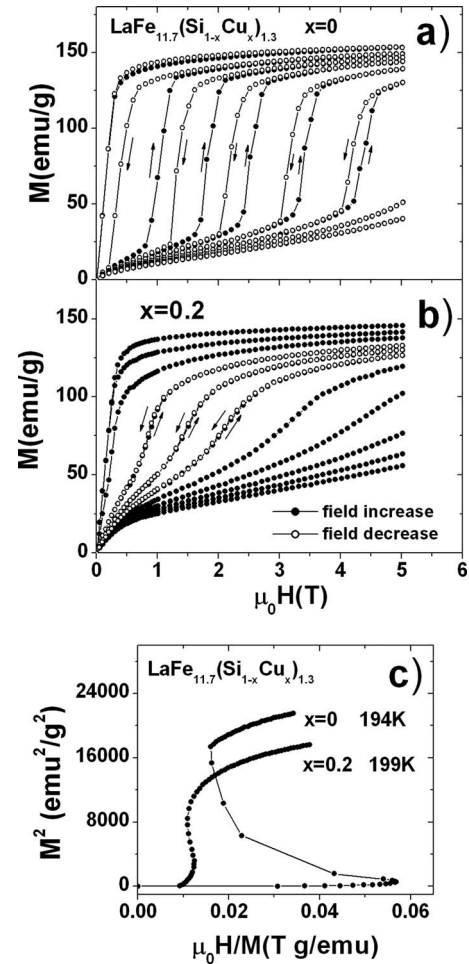 LaFe11.7(Si1-xCux)1.3 x=0 a)
M(emu/g)
150
100
50
0
x=0.2 b)
M(emu/g)
150
100
50
0
field increase
field decrease
0 1 2 3 4 5 6
μ0H(T)
LaFe11.7(Si1-xCux)1.3 c)
M2 (emu2/g2)
24000
16000
8000
0
x=0 194K
x=0.2 199K
0.00 0.02 0.04 0.06
μ0H/M(T g/emu)